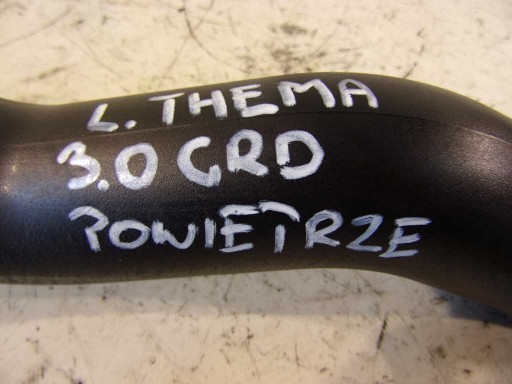 L. THEMA
3.0 CRD
POWIETRZE